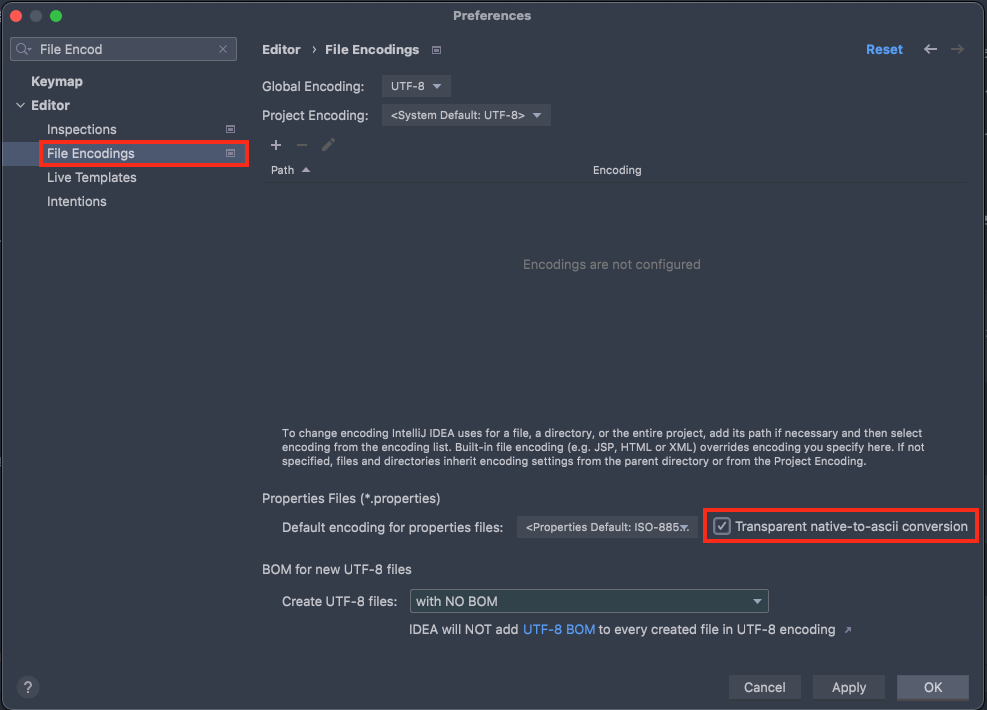 Preferences
File Encod
Keymap
Editor
Inspections
File Encodings
Live Templates
Intentions
Editor › File Encodings
Reset
Global Encoding: UTF-8
Project Encoding: <System Default: UTF-8>
Path
Encoding
Encodings are not configured
To change encoding IntelliJ IDEA uses for a file, a directory, or the entire project, add its path if necessary and then select
encoding from the encoding list. Built-in file encoding (e.g. JSP, HTML or XML) overrides encoding you specify here. If not
specified, files and directories inherit encoding settings from the parent directory or from the Project Encoding.
Properties Files (*.properties)
Default encoding for properties files: <Properties Default: ISO-885
Transparent native-to-ascii conversion
BOM for new UTF-8 files
Create UTF-8 files: with NO BOM
IDEA will NOT add UTF-8 BOM to every created file in UTF-8 encoding ↗
?
Cancel
Apply
OK